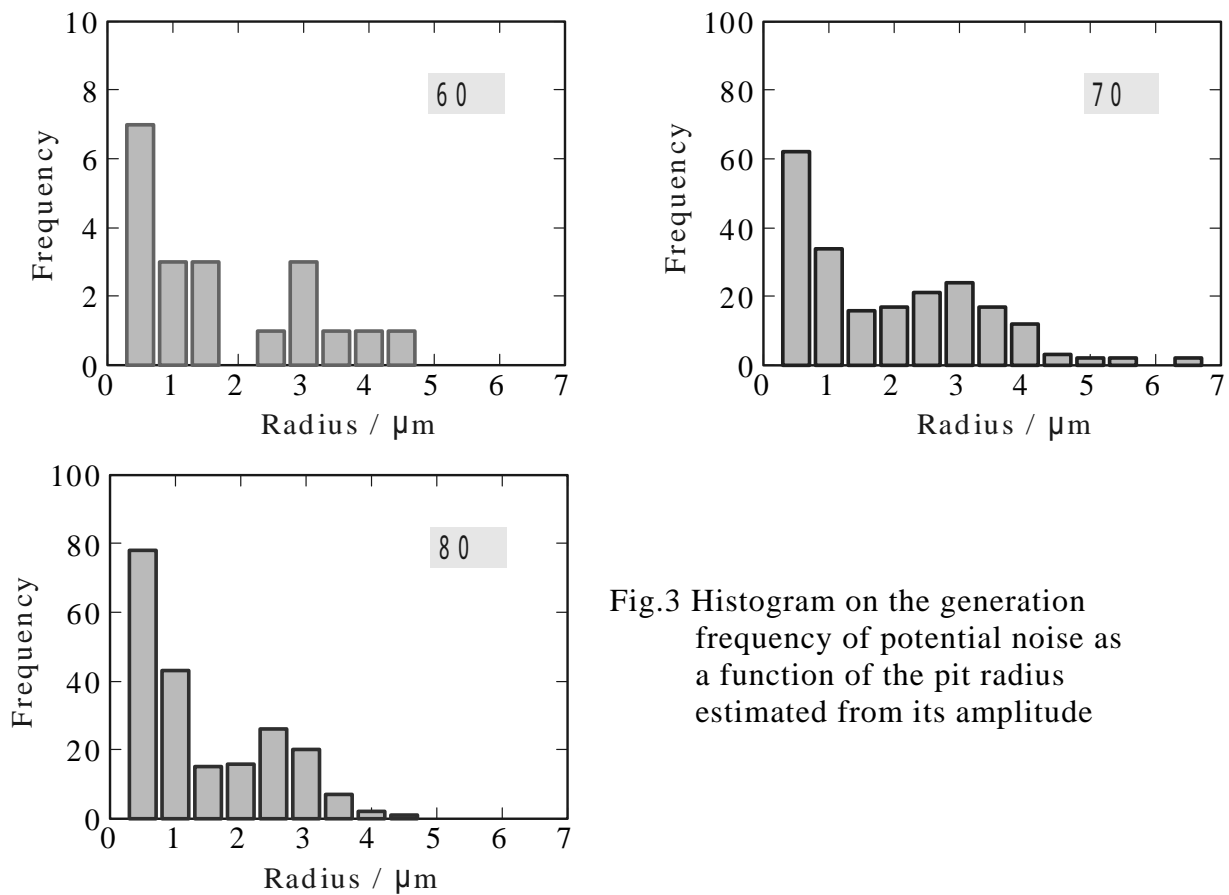 10
8
6
4
2
0
Frequency
60
0 1 2 3 4 5 6 7
Radius / μm
100
80
60
40
20
0
Frequency
70
0 1 2 3 4 5 6 7
Radius / μm
100
80
60
40
20
0
Frequency
80
0 1 2 3 4 5 6 7
Radius / μm
Fig.3 Histogram on the generation
frequency of potential noise as
a function of the pit radius
estimated from its amplitude